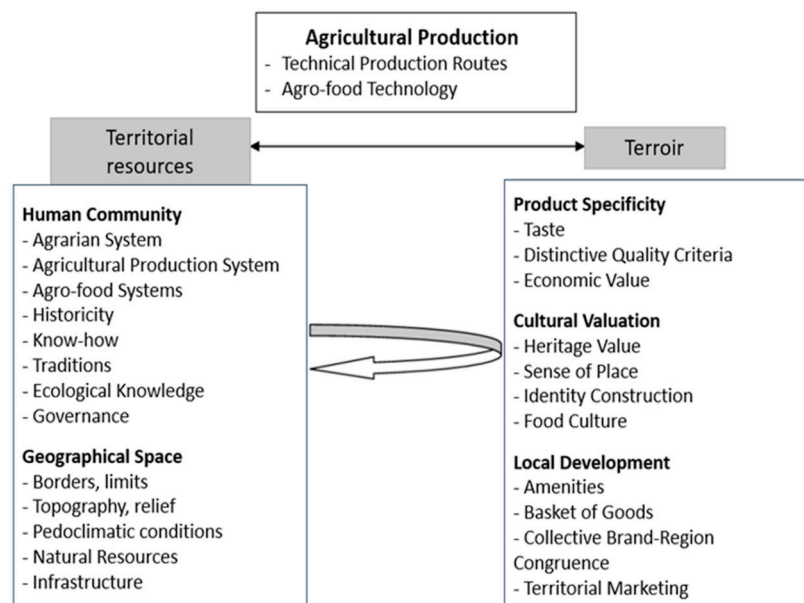 Agricultural Production
- Technical Production Routes
- Agro-food Technology
Territorial
resources
Terroir
Human Community
- Agrarian System
- Agricultural Production System
- Agro-food Systems
- Historicity
- Know-how
- Traditions
- Ecological Knowledge
- Governance
Geographical Space
- Borders, limits
- Topography, relief
- Pedoclimatic conditions
- Natural Resources
- Infrastructure
Product Specificity
- Taste
- Distinctive Quality Criteria
- Economic Value
Cultural Valuation
- Heritage Value
- Sense of Place
- Identity Construction
- Food Culture
Local Development
- Amenities
- Basket of Goods
- Collective Brand-Region
Congruence
- Territorial Marketing